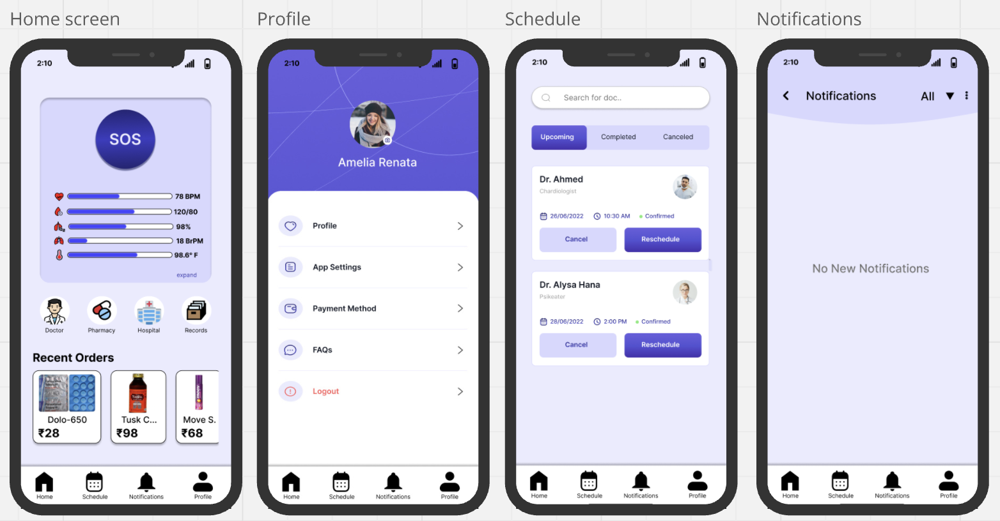 Home screen
2:10
SOS
78 BPM
120/80
98%
18 BrPM
98.6° F
expand
Doctor Pharmacy Hospital Records
Recent Orders
Dolo-650 Tusk C... Move S.
₹28 ₹98 ₹68
Home Schedule Notifications Profile
Profile
2:10
Amelia Renata
Profile
App Settings
Payment Method
FAQs
Logout
Home Schedule Notifications Profile
Schedule
2:10
Search for doc..
Upcoming Completed Canceled
Dr. Ahmed
Chardiologist
26/06/2022 10:30 AM Confirmed
Cancel Reschedule
Dr. Alysa Hana
Psikeater
28/06/2022 2:00 PM Confirmed
Cancel Reschedule
Home Schedule Notifications Profile
Notifications
2:10
Notifications All
No New Notifications
Home Schedule Notifications Profile